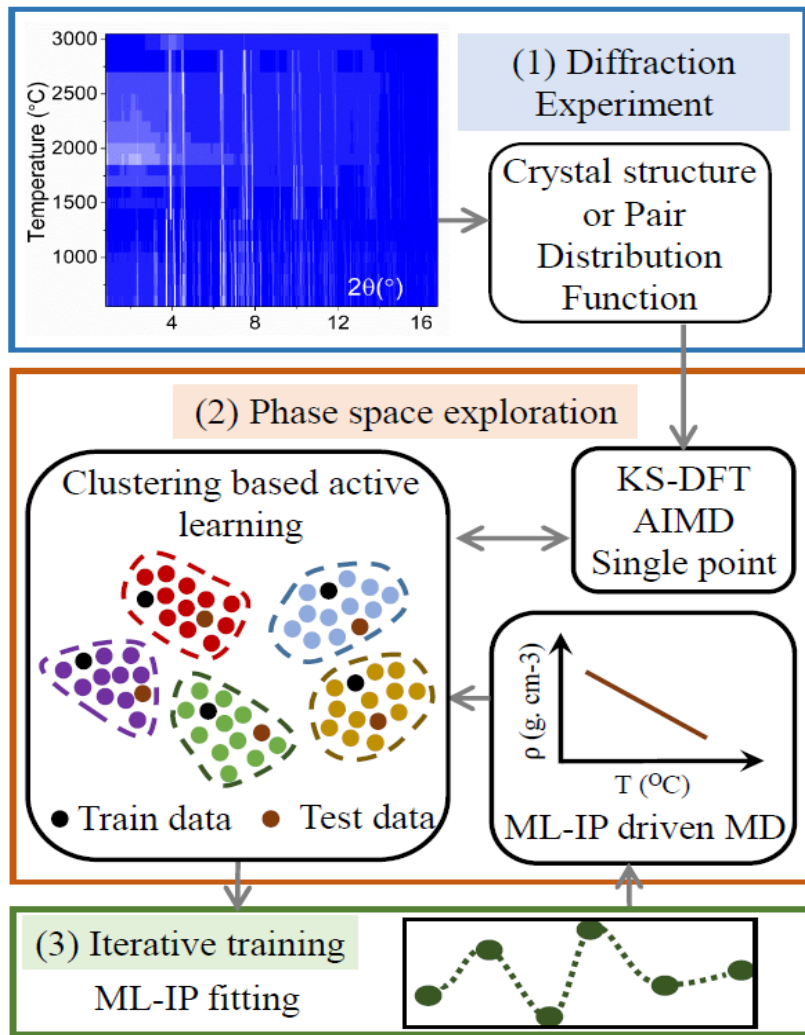 3000
2500
2000
1500
1000
Temperature (°C)
2θ(°)
4
8
12
16
(1) Diffraction
Experiment
Crystal structure
or Pair
Distribution
Function
(2) Phase space exploration
Clustering based active
learning
Train data
Test data
KS-DFT
AIMD
Single point
ρ (g. cm-3)
T (ºC)
ML-IP driven MD
(3) Iterative training
ML-IP fitting